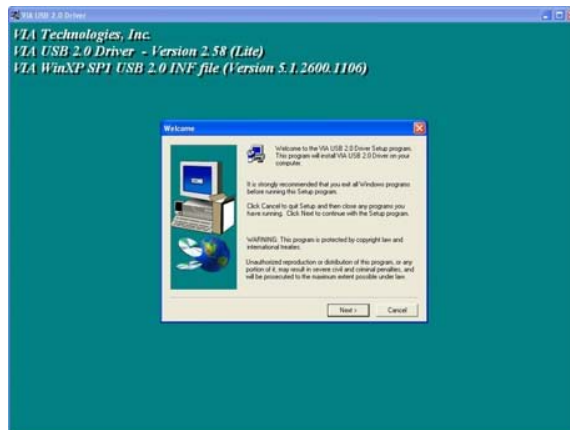 VIA USB 2.0 Driver
VIA Technologies, Inc.
VIA USB 2.0 Driver - Version 2.58 (Lite)
VIA WinXP SP1 USB 2.0 INF file (Version 5.1.2600.1106)
Welcome
Welcome to the VIA USB 2.0 Driver Setup program.
This program will install VIA USB 2.0 Driver on your
computer.
It is strongly recommended that you exit all Windows programs
before running this Setup program.
Click Cancel to quit Setup and then close any programs you
have running. Click Next to continue with the Setup program.
WARNING: This program is protected by copyright law and
international treaties.
Unauthorized reproduction or distribution of this program, or any
portion of it, may result in severe civil and criminal penalties, and
will be prosecuted to the maximum extent possible under law.
Next >
Cancel